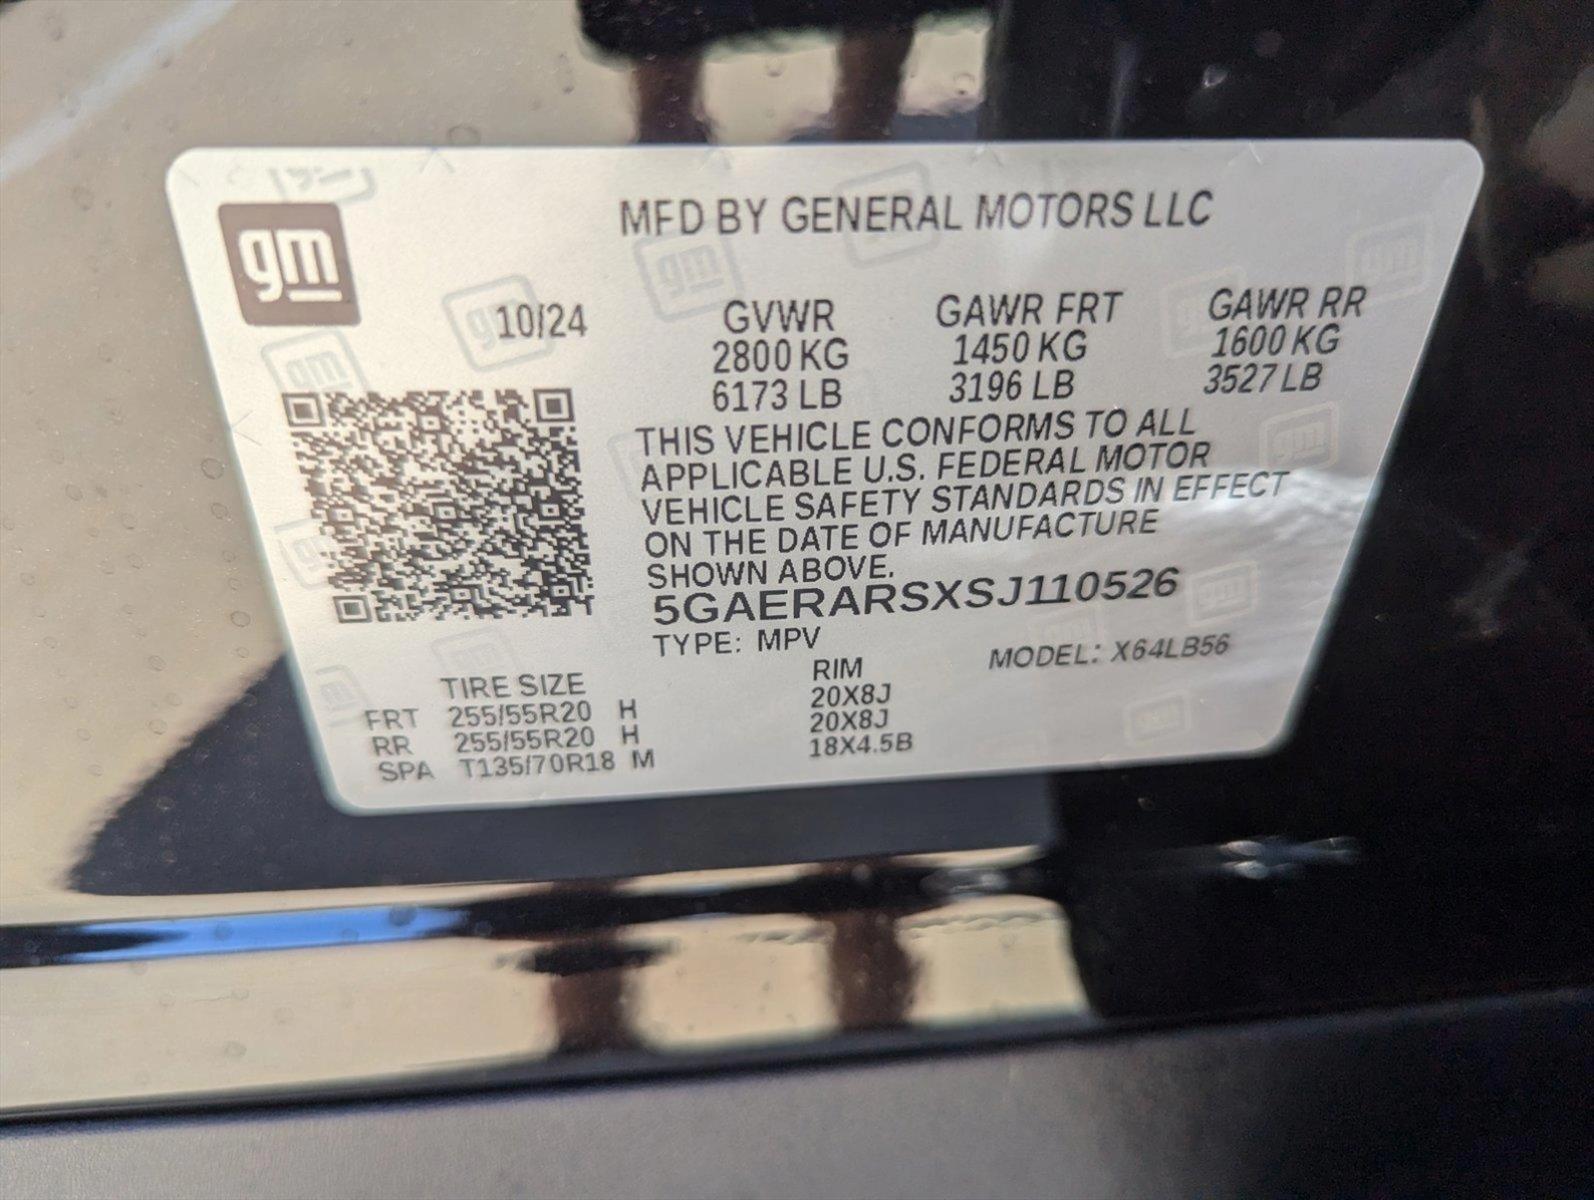 gm
MFD BY GENERAL MOTORS LLC
10/24
GVWR GAWR FRT GAWR RR
2800 KG 1450 KG 1600 KG
6173 LB 3196 LB 3527 LB
THIS VEHICLE CONFORMS TO ALL
APPLICABLE U.S. FEDERAL MOTOR
VEHICLE SAFETY STANDARDS IN EFFECT
ON THE DATE OF MANUFACTURE
SHOWN ABOVE.
5GAERARSXSJ110526
TYPE: MPV MODEL: X64LB56
TIRE SIZE RIM
FRT 255/55R20 H 20X8J
RR 255/55R20 H 20X8J
SPA T135/70R18 M 18X4.5B